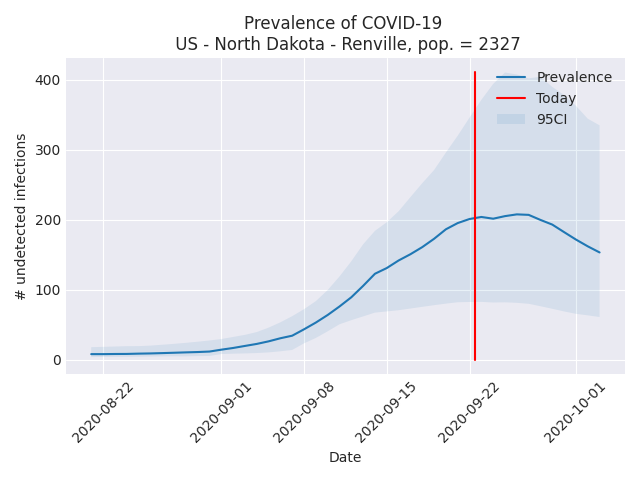 Prevalence of COVID-19
US - North Dakota - Renville, pop. = 2327
Prevalence
Today
95CI
# undetected infections
400
300
200
100
0
2020-08-22
2020-09-01
2020-09-08
2020-09-15
2020-09-22
2020-10-01
Date